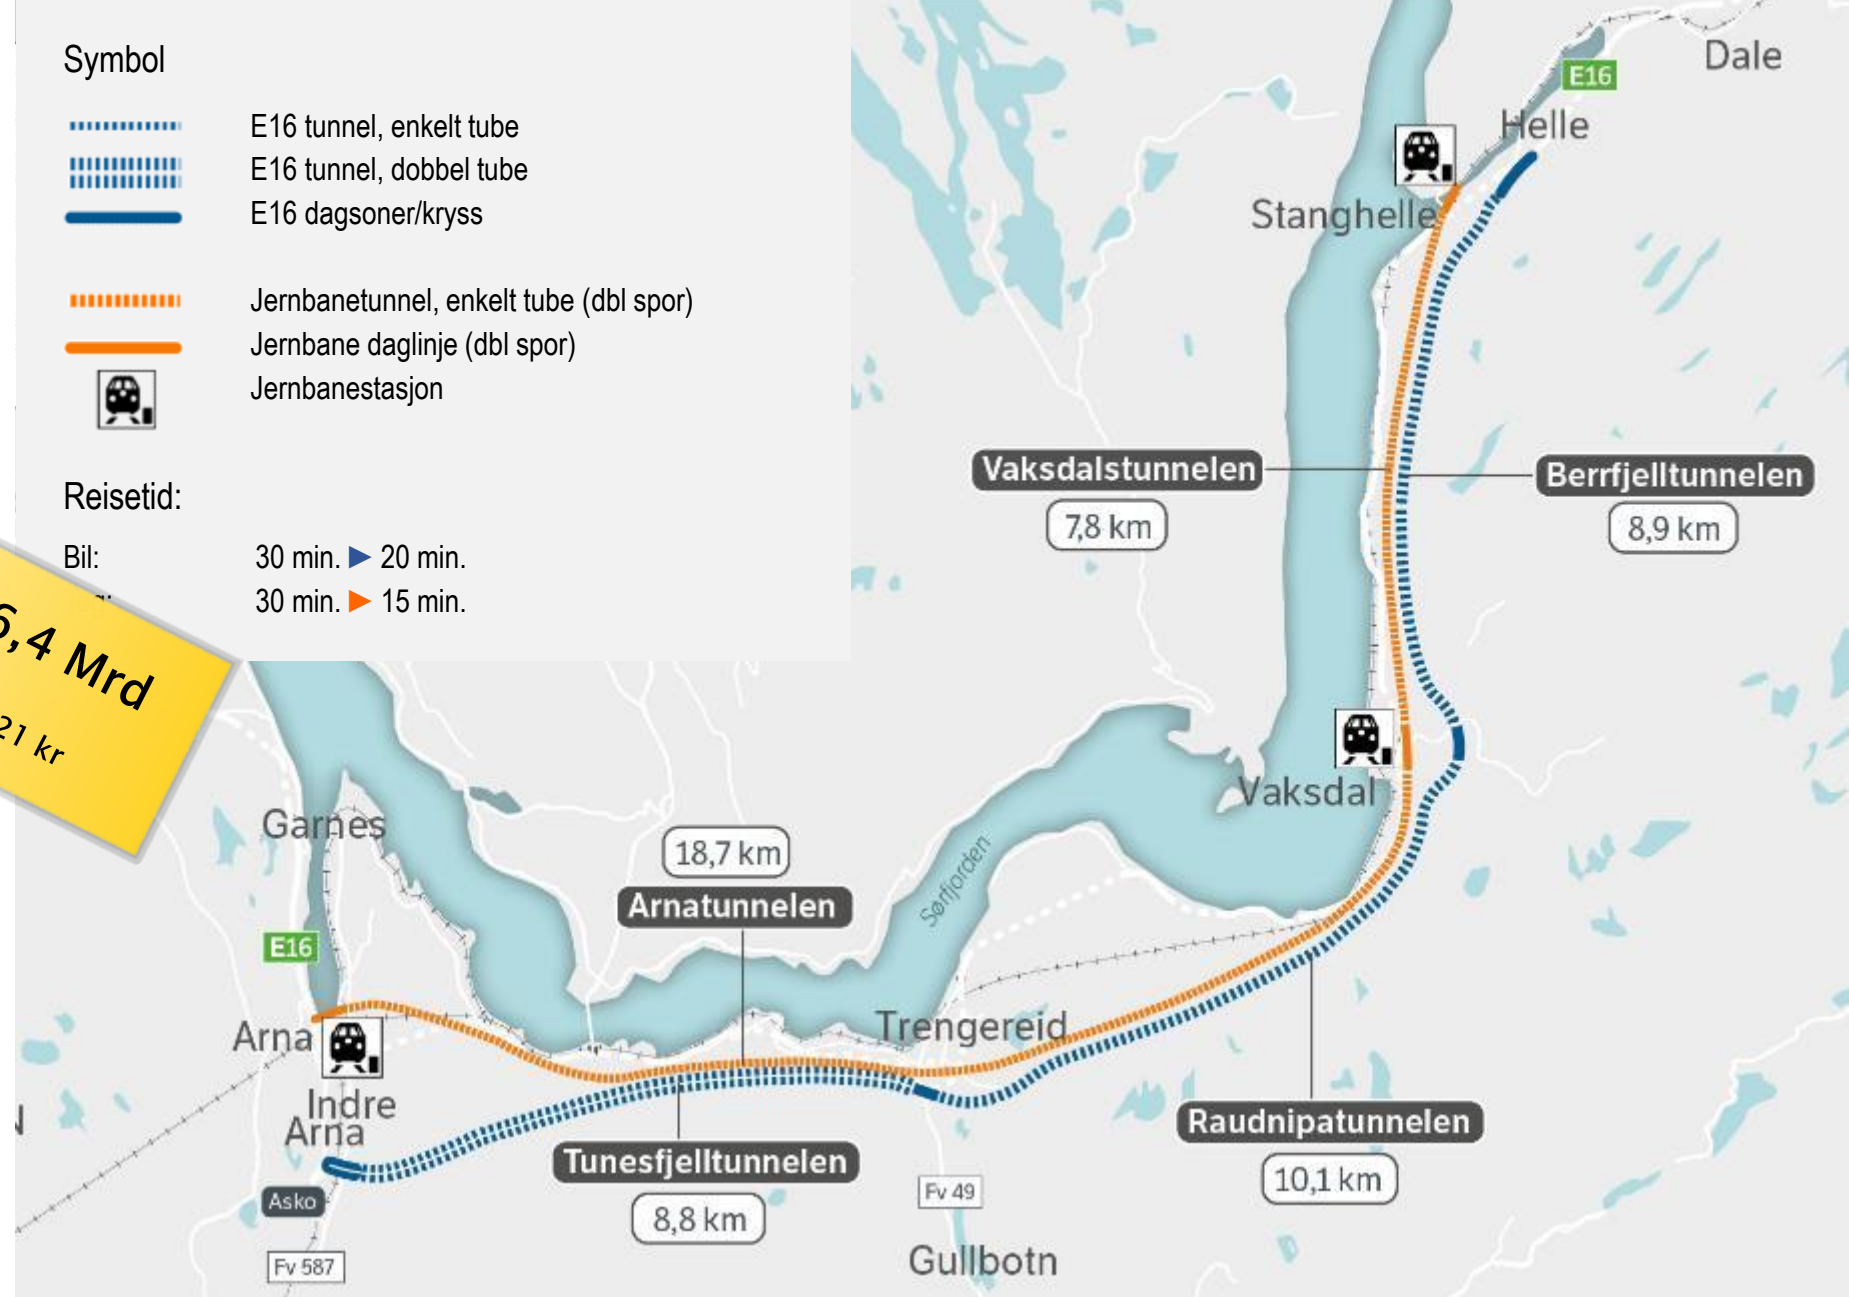 Symbol
E16 tunnel, enkelt tube
E16 tunnel, dobbel tube
E16 dagsoner/kryss
Jernbanetunnel, enkelt tube (dbl spor)
Jernbane daglinje (dbl spor)
Jernbanestasjon
Reisetid:
Bil: 30 min. ► 20 min.
30 min. ► 15 min.
6,4 Mrd
21 kr
Dale
E16
Helle
Stanghelle
Vaksdalstunnelen
7,8 km
Berrfjelltunnelen
8,9 km
Vaksdal
Garnes
18,7 km
Arnatunnelen
Sørfjorden
E16
Arna
Trengereid
Indre
Arna
Raudnipatunnelen
10,1 km
Tunesfjelltunnelen
8,8 km
Asko
Fv 49
Fv 587
Gullbotn